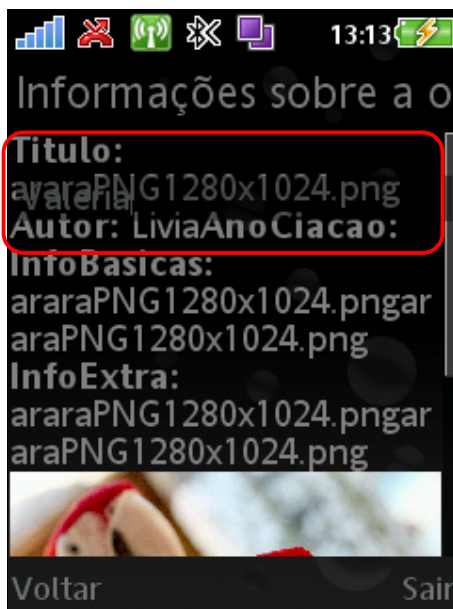 13:13
Informações sobre a o
Titulo:
araraPNG1280x1024.png
Valeria
Autor: LiviaAnoCiacao:
InfoBasicas:
araraPNG1280x1024.pngar
araPNG1280x1024.png
InfoExtra:
araraPNG1280x1024.pngar
araPNG1280x1024.png
Voltar
Sair